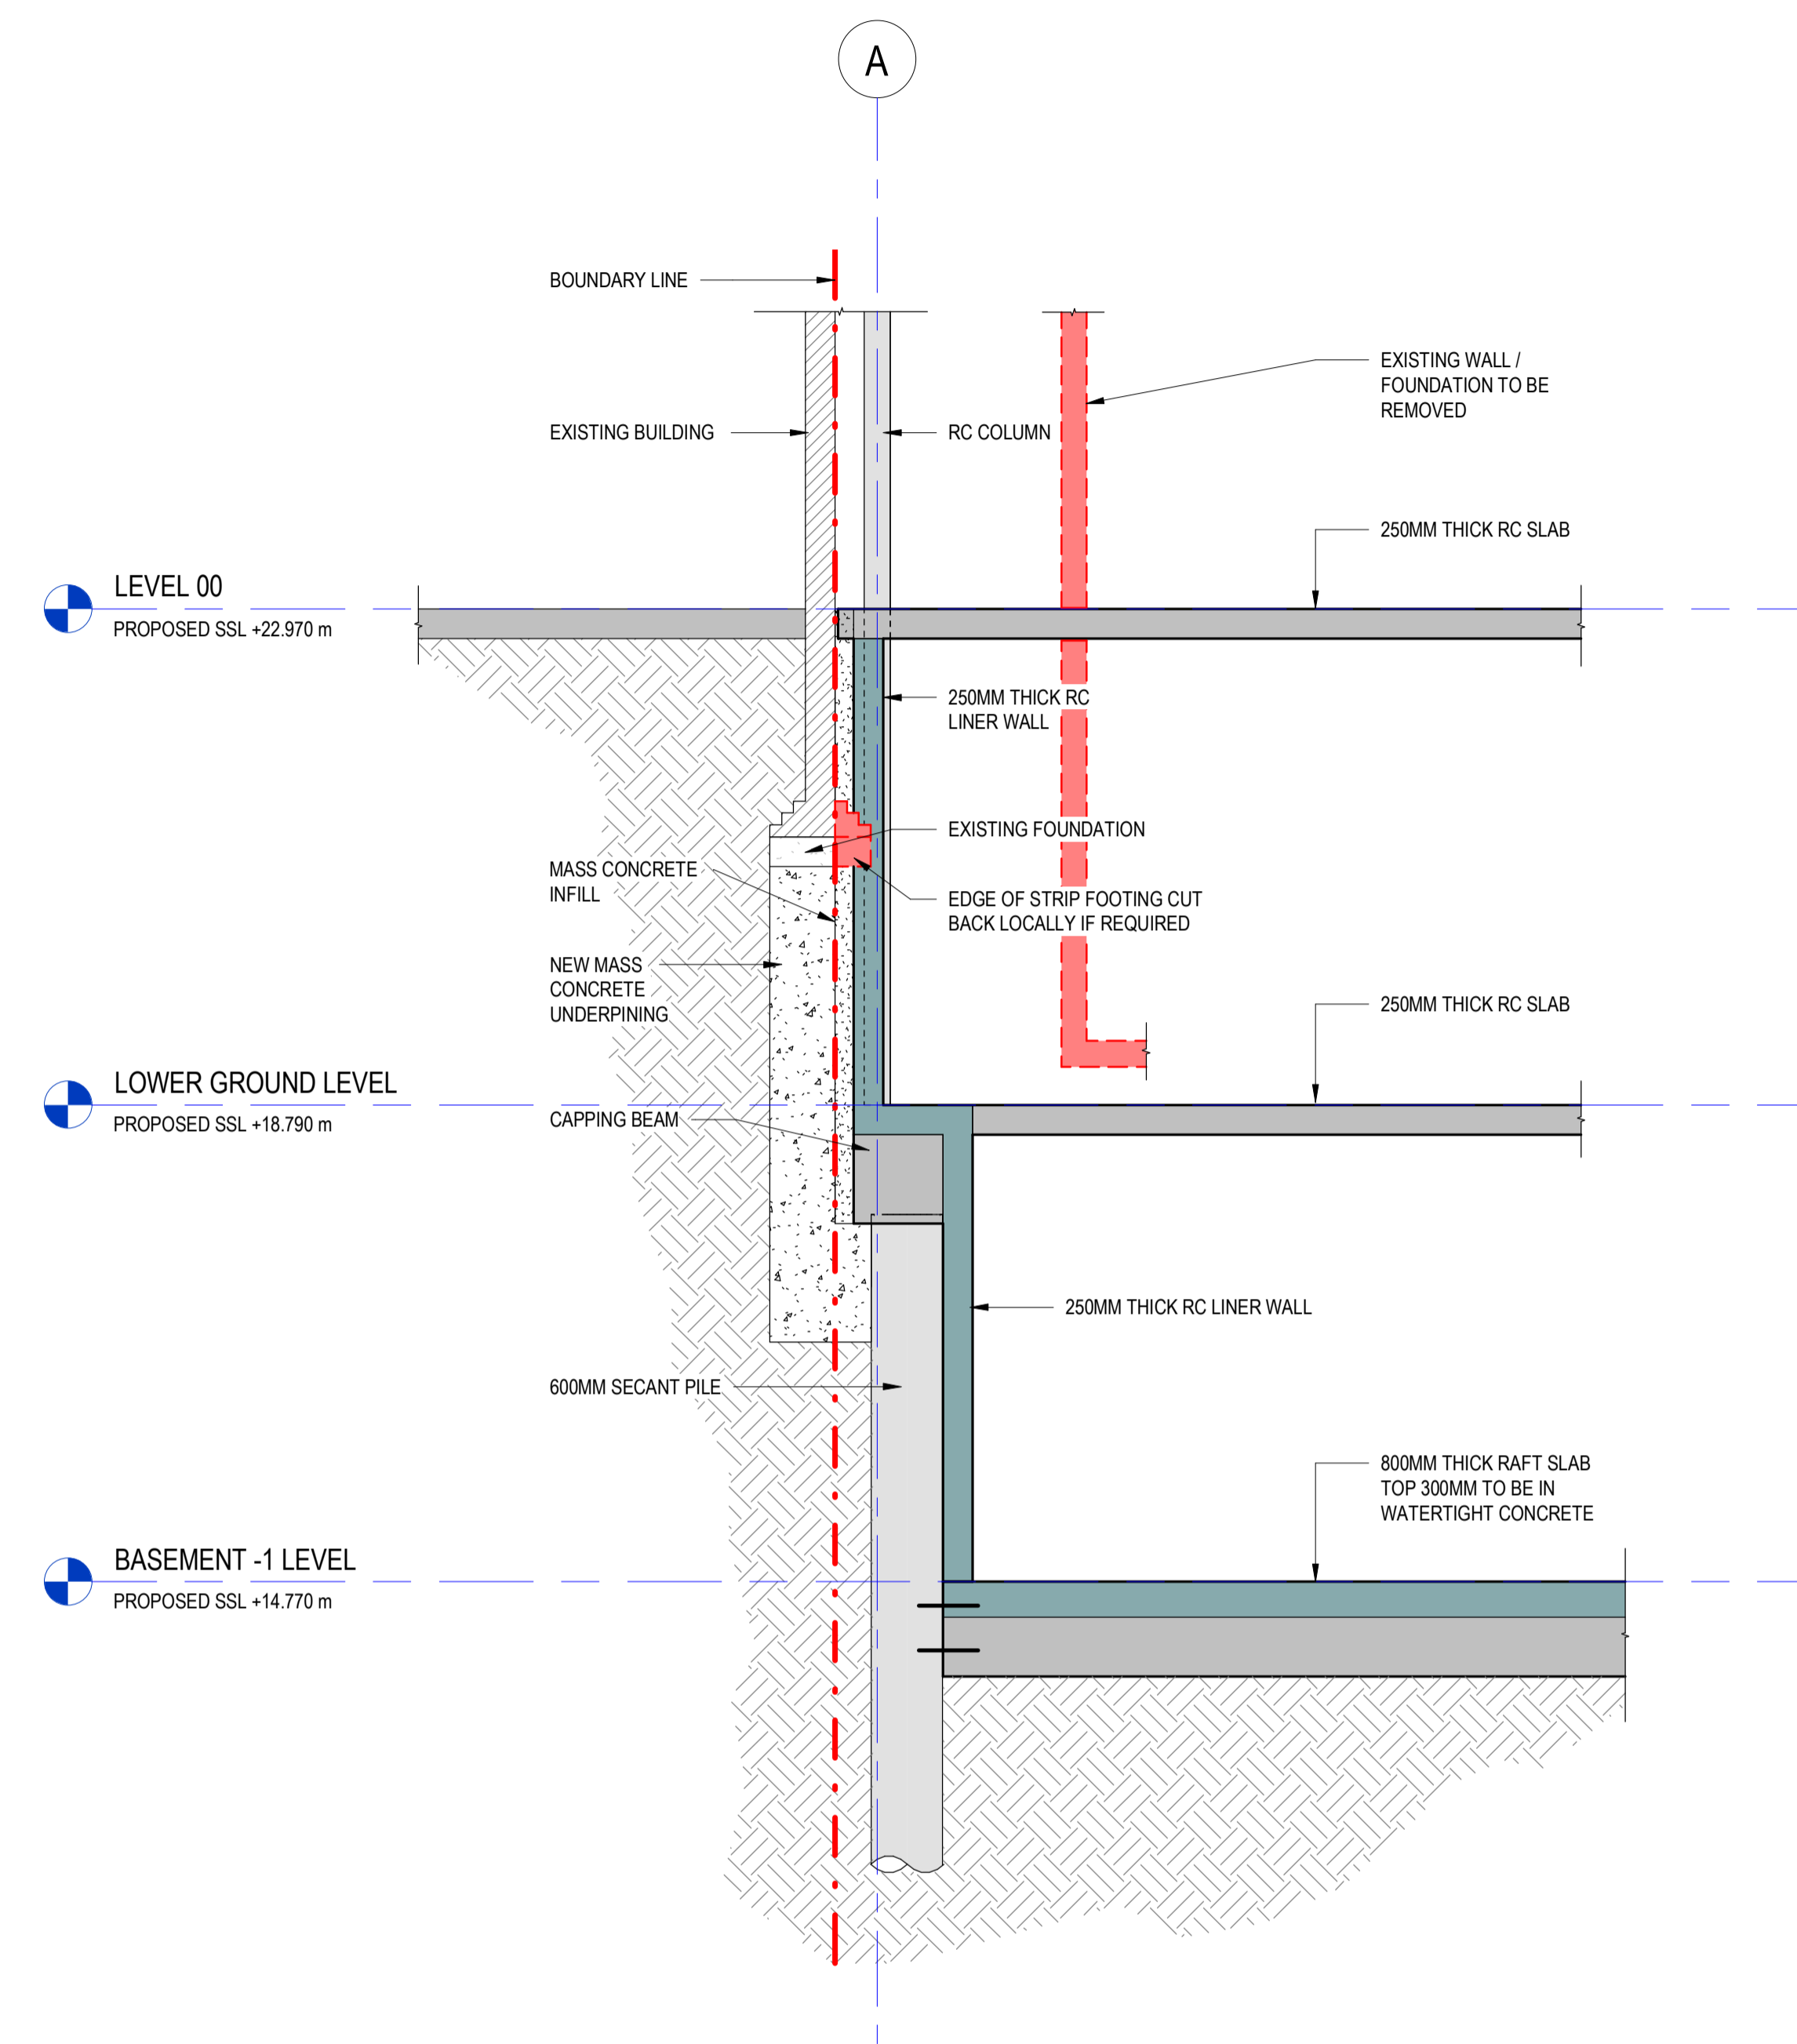 A
BOUNDARY LINE
EXISTING WALL /
FOUNDATION TO BE
REMOVED
EXISTING BUILDING
RC COLUMN
250MM THICK RC SLAB
LEVEL 00
PROPOSED SSL +22.970 m
250MM THICK RC
LINER WALL
EXISTING FOUNDATION
MASS CONCRETE
INFILL
EDGE OF STRIP FOOTING CUT
BACK LOCALLY IF REQUIRED
NEW MASS
CONCRETE
UNDERPINING
250MM THICK RC SLAB
LOWER GROUND LEVEL
PROPOSED SSL +18.790 m
CAPPING BEAM
250MM THICK RC LINER WALL
600MM SECANT PILE
800MM THICK RAFT SLAB
TOP 300MM TO BE IN
WATERTIGHT CONCRETE
BASEMENT -1 LEVEL
PROPOSED SSL +14.770 m